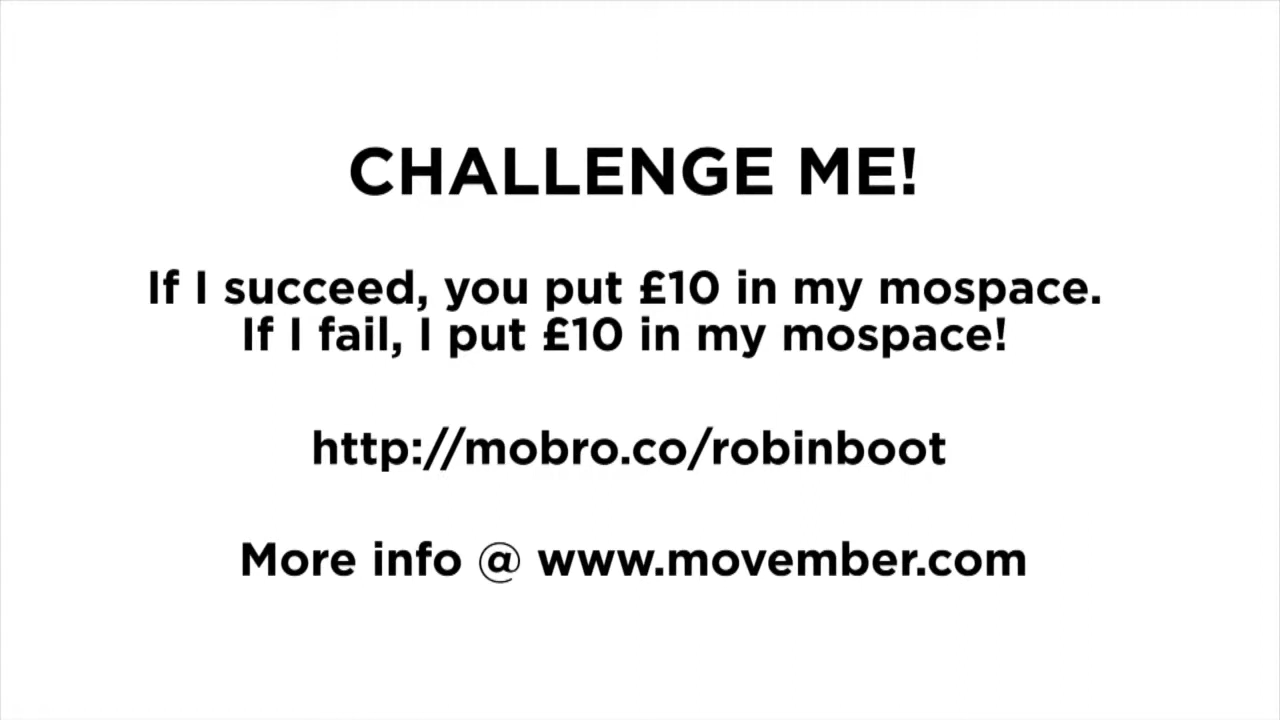 CHALLENGE ME!
If I succeed, you put £10 in my mospace.
If I fail, I put £10 in my mospace!
http://mobro.co/robinboot
More info @ www.movember.com